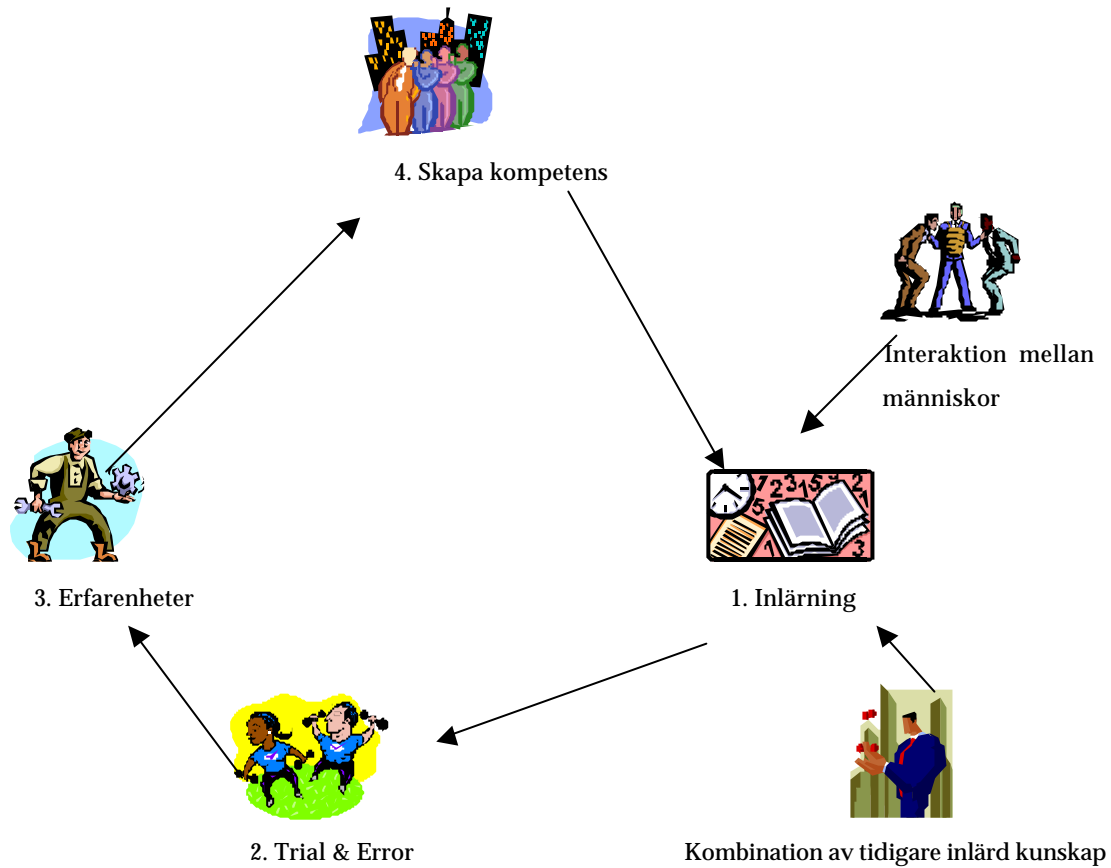 4. Skapa kompetens
Interaktion mellan
människor
3. Erfarenheter
1. Inlärning
2. Trial & Error
Kombination av tidigare inlärd kunskap